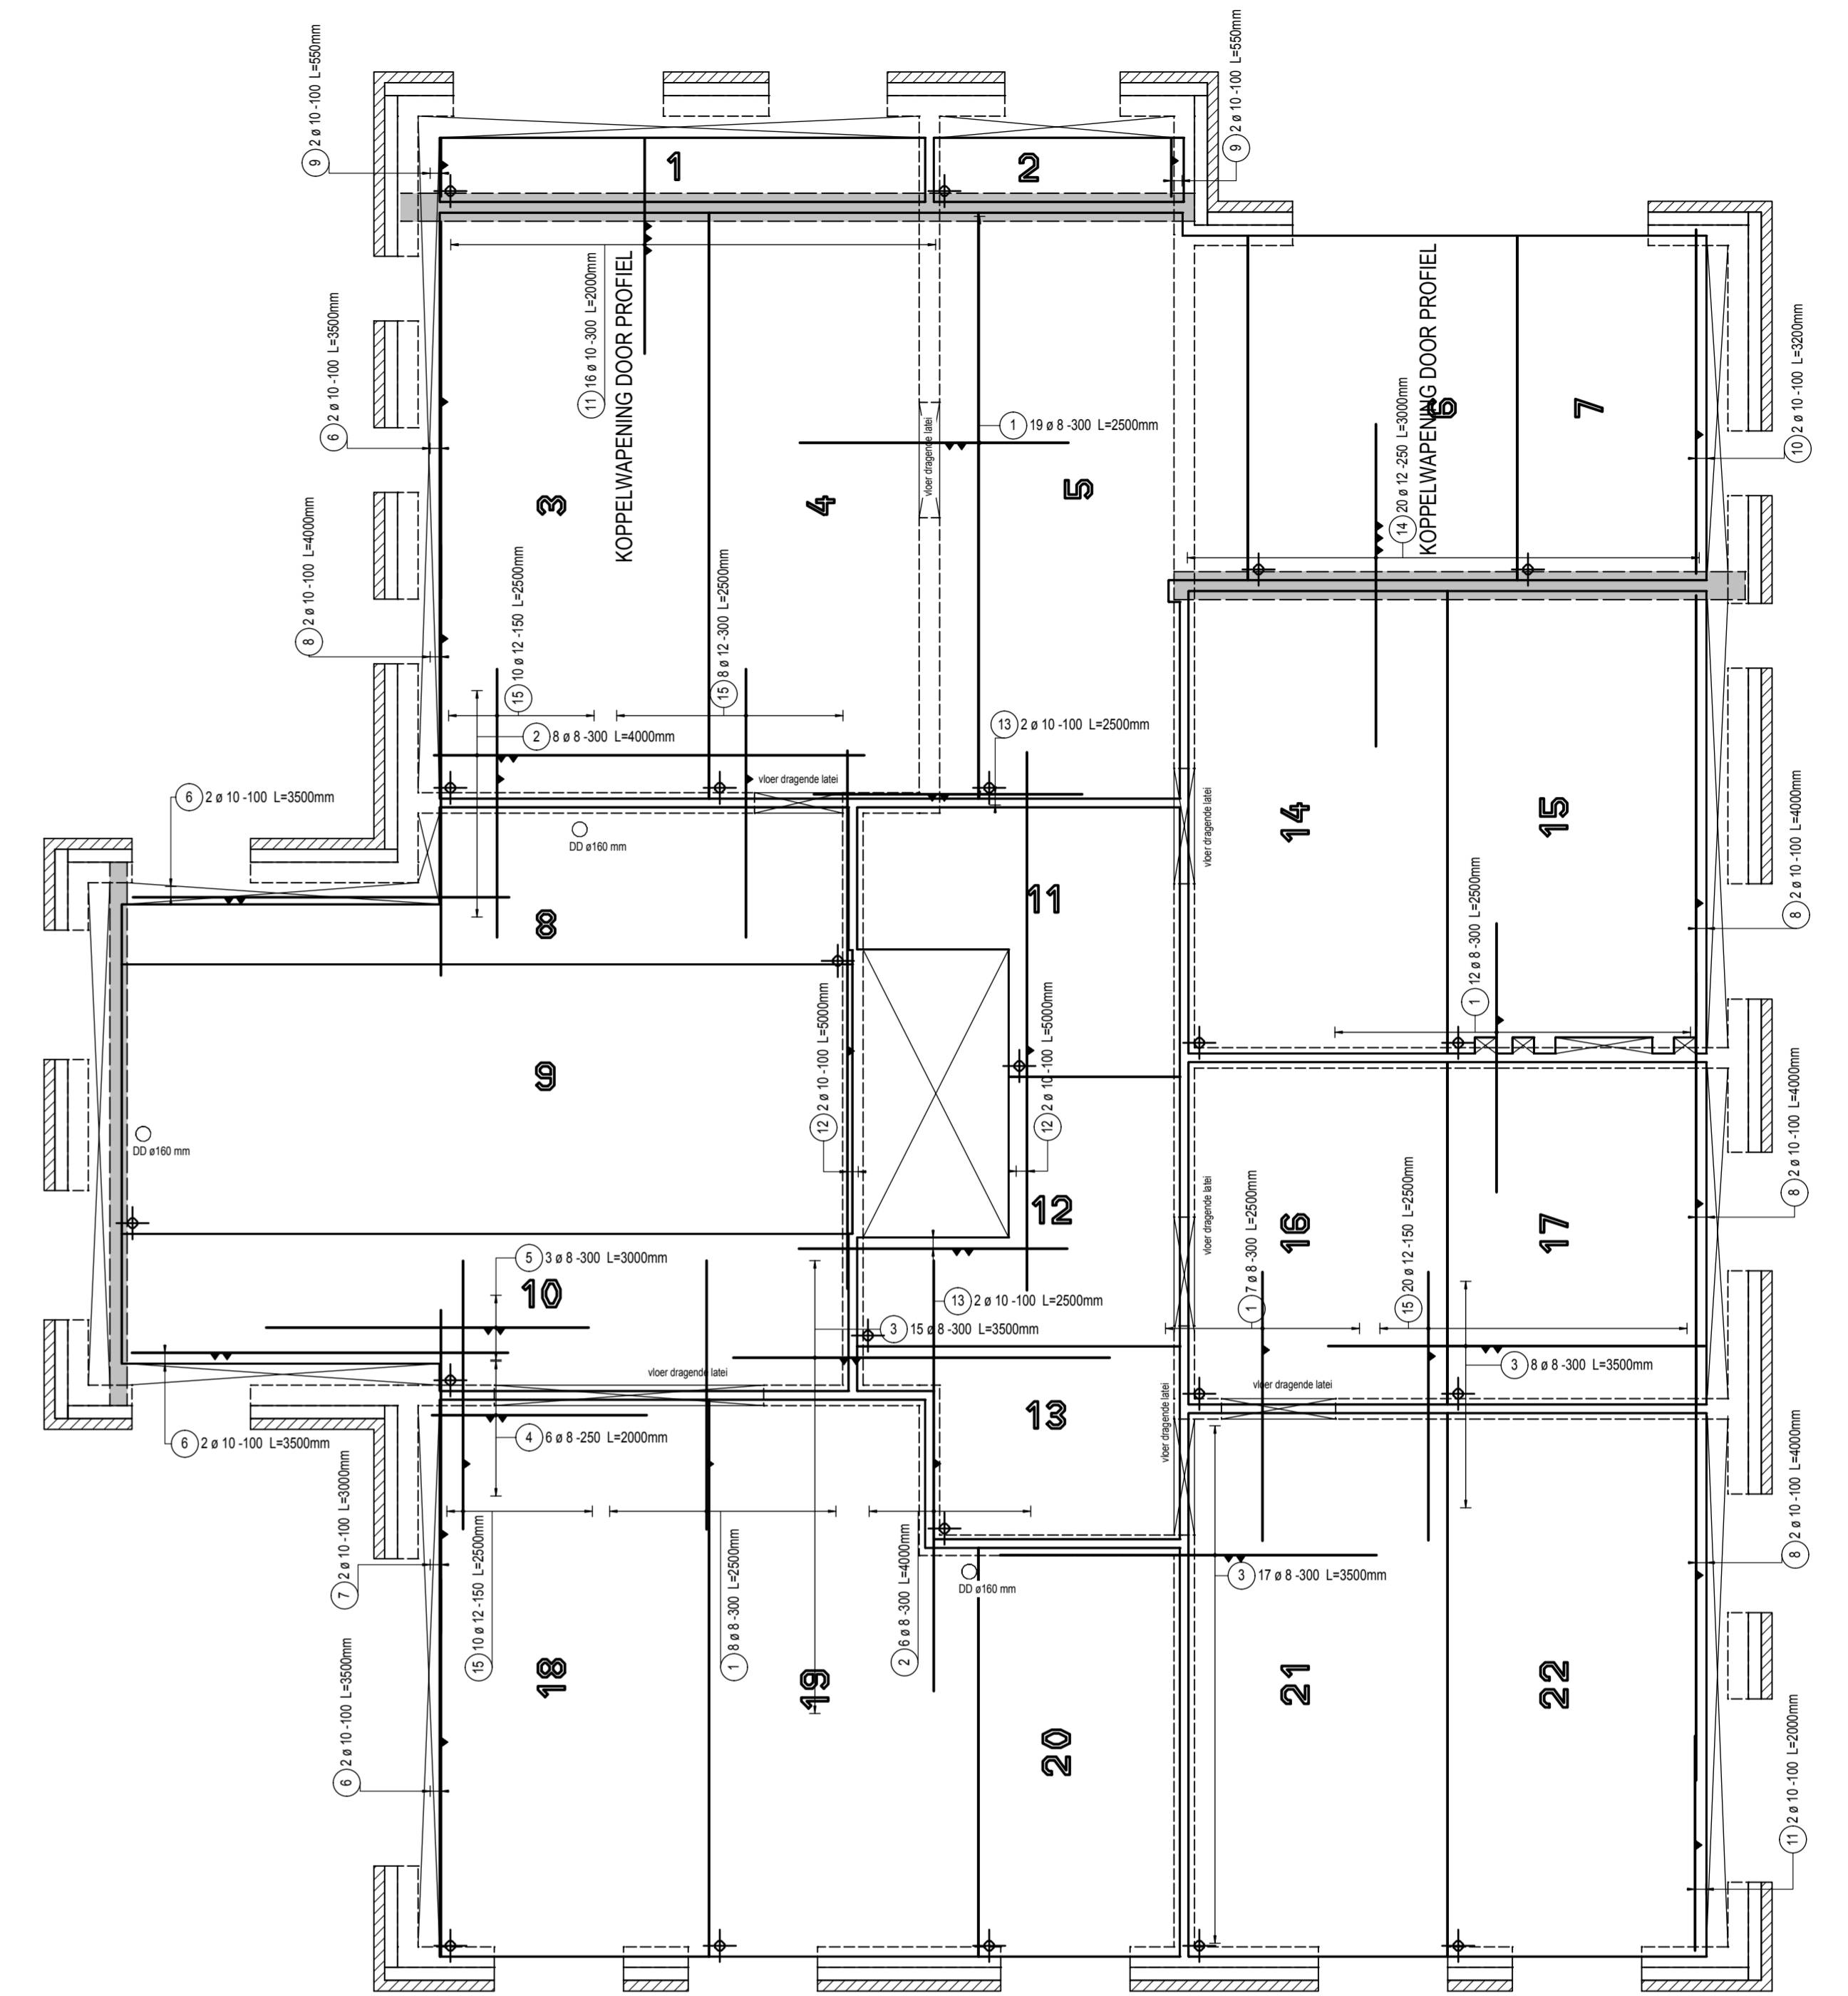 9 2 ø 10 -100 L=550mm
9 2 ø 10 -100 L=550mm
1
2
6 2 ø 10 -100 L=3500mm
11 16 ø 10 -300 L=2000mm
KOPPELWAPENING DOOR PROFIEL
14 20 ø 12 -250 L=3000mm
KOPPELWAPENING DOOR PROFIEL
10 2 ø 10 -100 L=3200mm
1 19 ø 8 -300 L=2500mm
vloer dragende latei
3
4
5
6
7
8 2 ø 10 -100 L=4000mm
15 10 ø 12 -150 L=2500mm
15 8 ø 12 -300 L=2500mm
2 8 ø 8 -300 L=4000mm
13 2 ø 10 -100 L=2500mm
vloer dragende latei
6 2 ø 10 -100 L=3500mm
DD ø160 mm
vloer dragende latei
14
15
8 2 ø 10 -100 L=4000mm
8
11
1 12 ø 8 -300 L=2500mm
9
DD ø160 mm
12 2 ø 10 -100 L=5000mm
12 2 ø 10 -100 L=5000mm
8 2 ø 10 -100 L=4000mm
12
vloer dragende latei
16
17
1 7 ø 8 -300 L=2500mm
15 20 ø 12 -150 L=2500mm
5 3 ø 8 -300 L=3000mm
10
13 2 ø 10 -100 L=2500mm
3 15 ø 8 -300 L=3500mm
3 8 ø 8 -300 L=3500mm
vloer dragende latei
vloer dragende latei
vloer dragende latei
13
6 2 ø 10 -100 L=3500mm
4 6 ø 8 -250 L=2000mm
7 2 ø 10 -100 L=3000mm
15 10 ø 12 -150 L=2500mm
1 8 ø 8 -300 L=2500mm
2 6 ø 8 -300 L=4000mm
DD ø160 mm
3 17 ø 8 -300 L=3500mm
8 2 ø 10 -100 L=4000mm
6 2 ø 10 -100 L=3500mm
18
19
20
21
22
11 2 ø 10 -100 L=2000mm